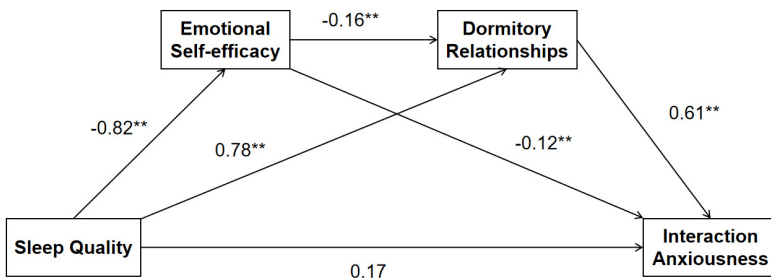 Emotional
Self-efficacy
-0.16**
Dormitory
Relationships
-0.82**
0.78**
-0.12**
0.61**
Sleep Quality
0.17
Interaction
Anxiousness